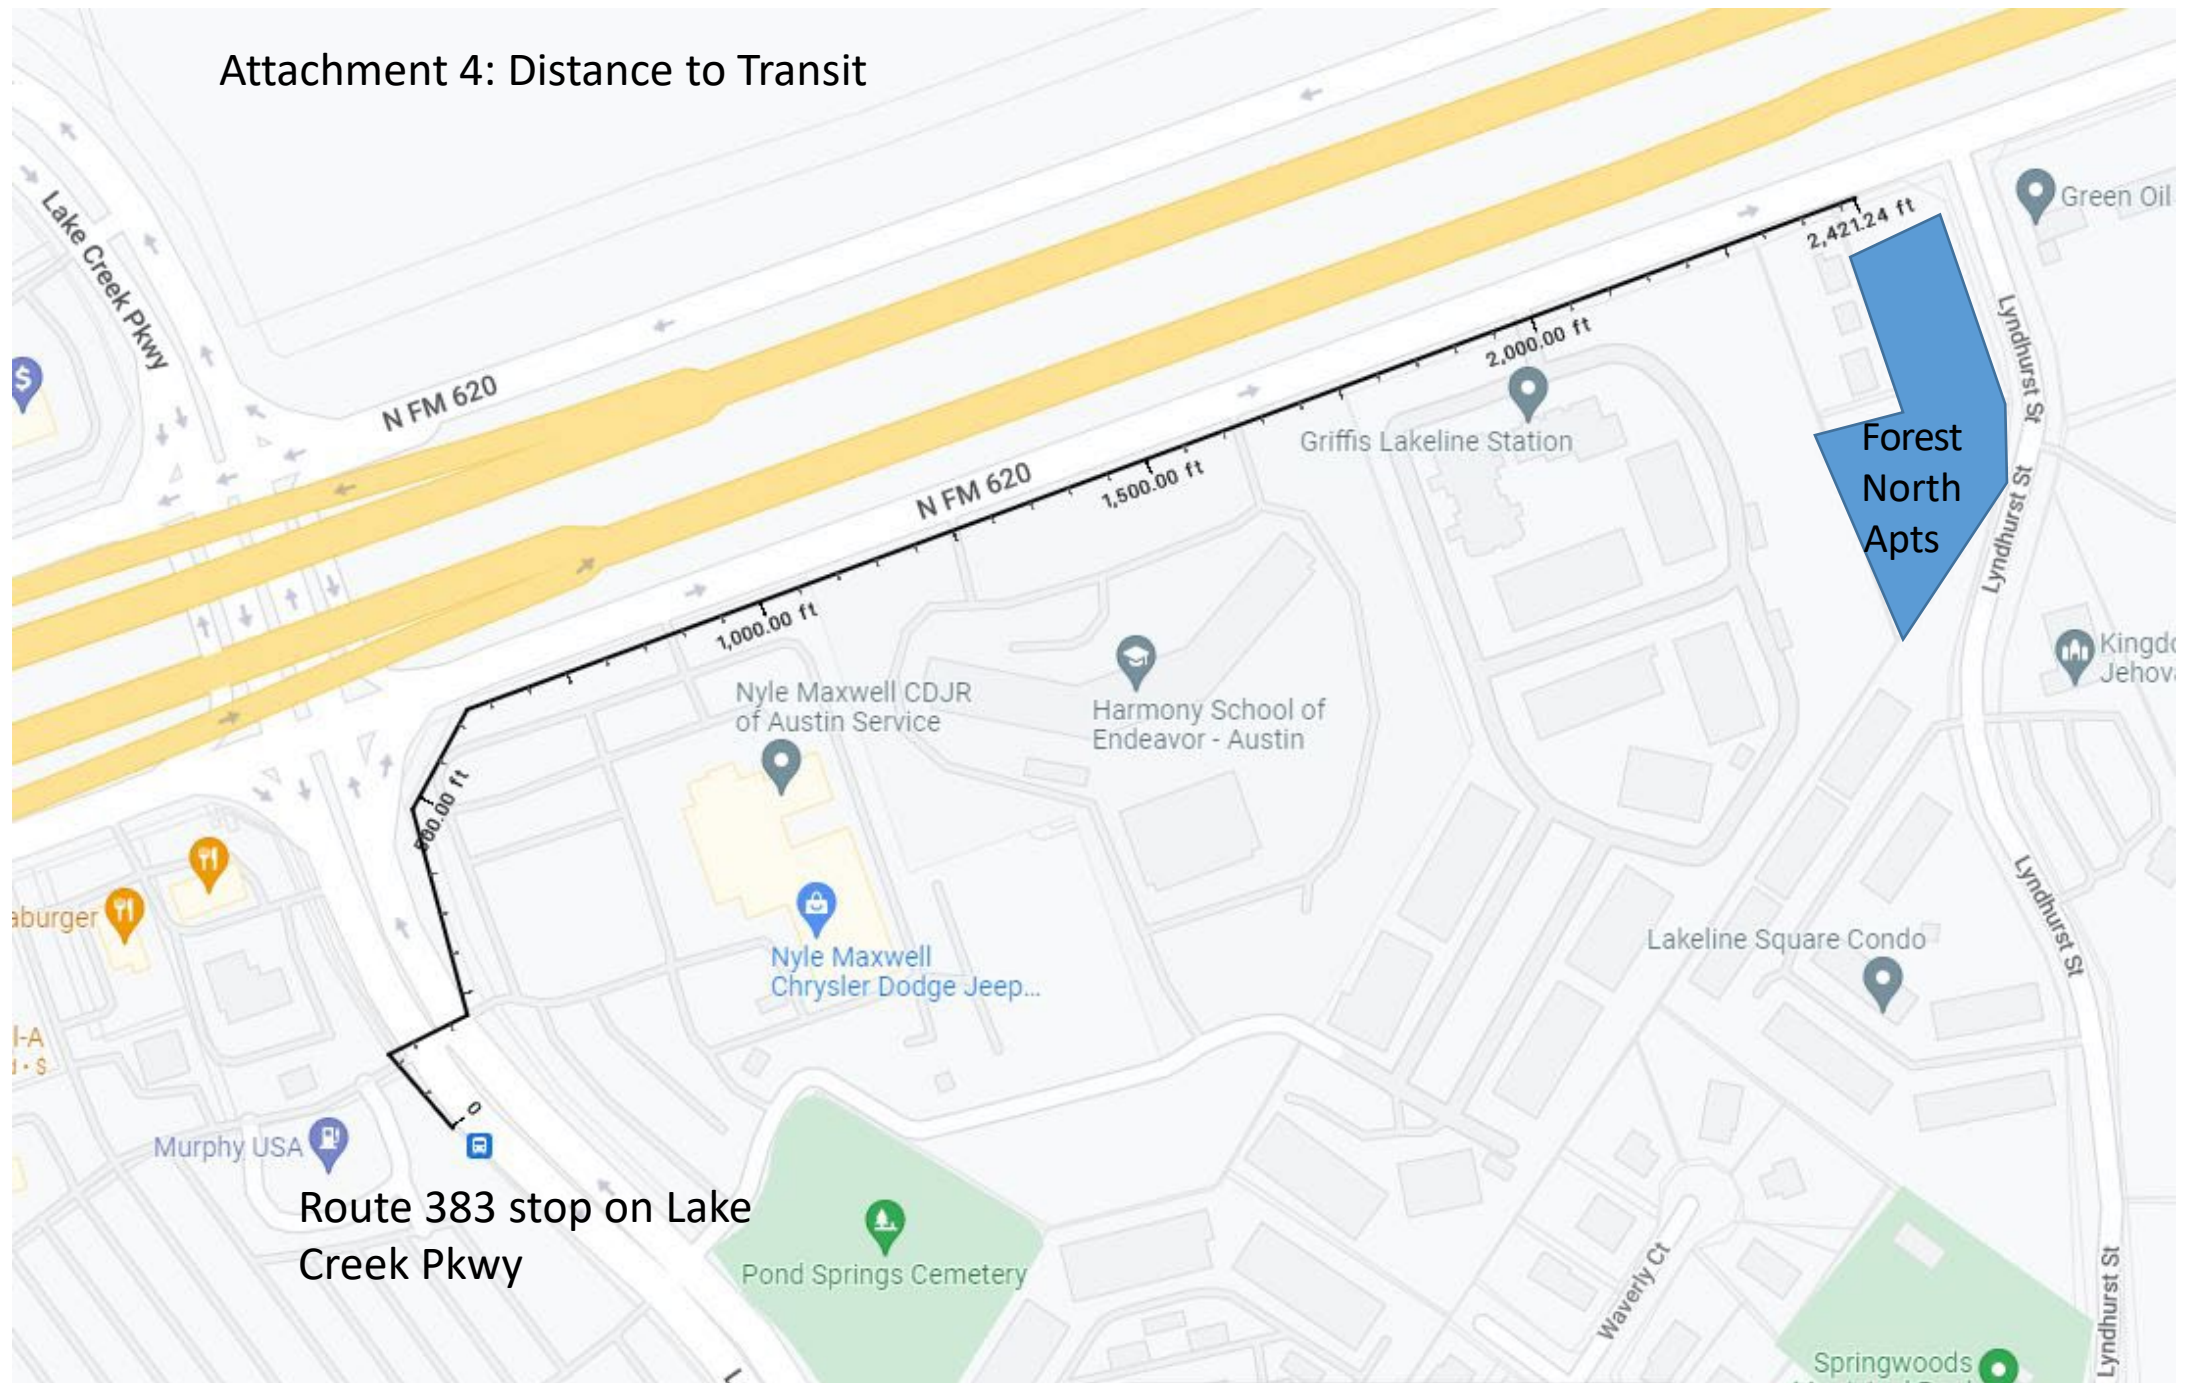 Attachment 4: Distance to Transit
Lake Creek Pkwy
Green Oil
2,421.24 ft
N FM 620
Lyndhurst St
2,000.00 ft
Griffis Lakeline Station
1,500.00 ft
N FM 620
Forest
North
Apts
Lyndhurst St
1,000.00 ft
Nyle Maxwell CDJR
of Austin Service
Harmony School of
Endeavor - Austin
Kingdo
Jehova
500.00 ft
aburger
Lyndhurst St
Lakeline Square Condo
Nyle Maxwell
Chrysler Dodge Jeep...
l-A
$
0
Murphy USA
Route 383 stop on Lake
Creek Pkwy
Pond Springs Cemetery
Waverly Ct
Lyndhurst St
Springwoods